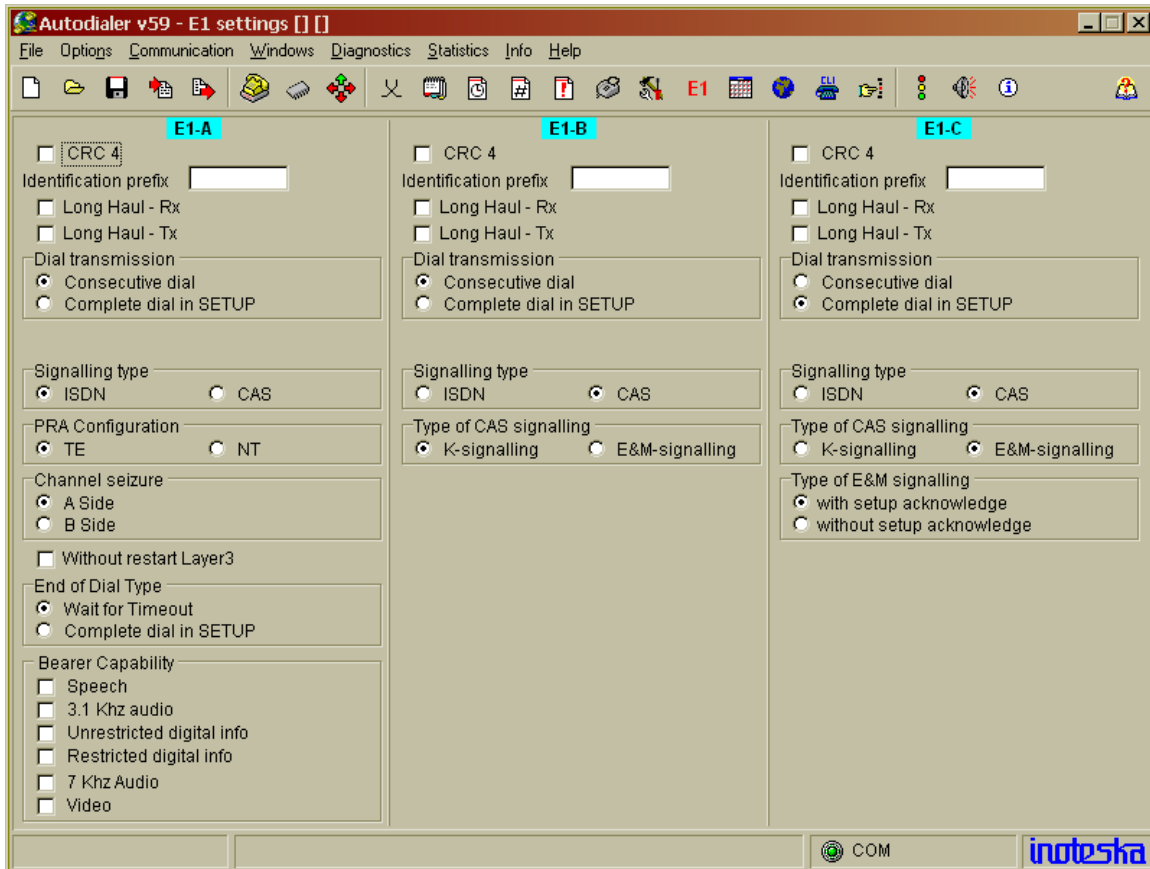 Autodialer v59 - E1 settings [] []
File Options Communication Windows Diagnostics Statistics Info Help
E1 CLI
E1-A
CRC 4
Identification prefix
Long Haul - Rx
Long Haul - Tx
Dial transmission
Consecutive dial
Complete dial in SETUP
Signalling type
ISDN CAS
PRA Configuration
TE NT
Channel seizure
A Side
B Side
Without restart Layer3
End of Dial Type
Wait for Timeout
Complete dial in SETUP
Bearer Capability
Speech
3.1 Khz audio
Unrestricted digital info
Restricted digital info
7 Khz Audio
Video
E1-B
CRC 4
Identification prefix
Long Haul - Rx
Long Haul - Tx
Dial transmission
Consecutive dial
Complete dial in SETUP
Signalling type
ISDN CAS
Type of CAS signalling
K-signalling E&M-signalling
E1-C
CRC 4
Identification prefix
Long Haul - Rx
Long Haul - Tx
Dial transmission
Consecutive dial
Complete dial in SETUP
Signalling type
ISDN CAS
Type of CAS signalling
K-signalling E&M-signalling
Type of E&M signalling
with setup acknowledge
without setup acknowledge
COM
inoteska